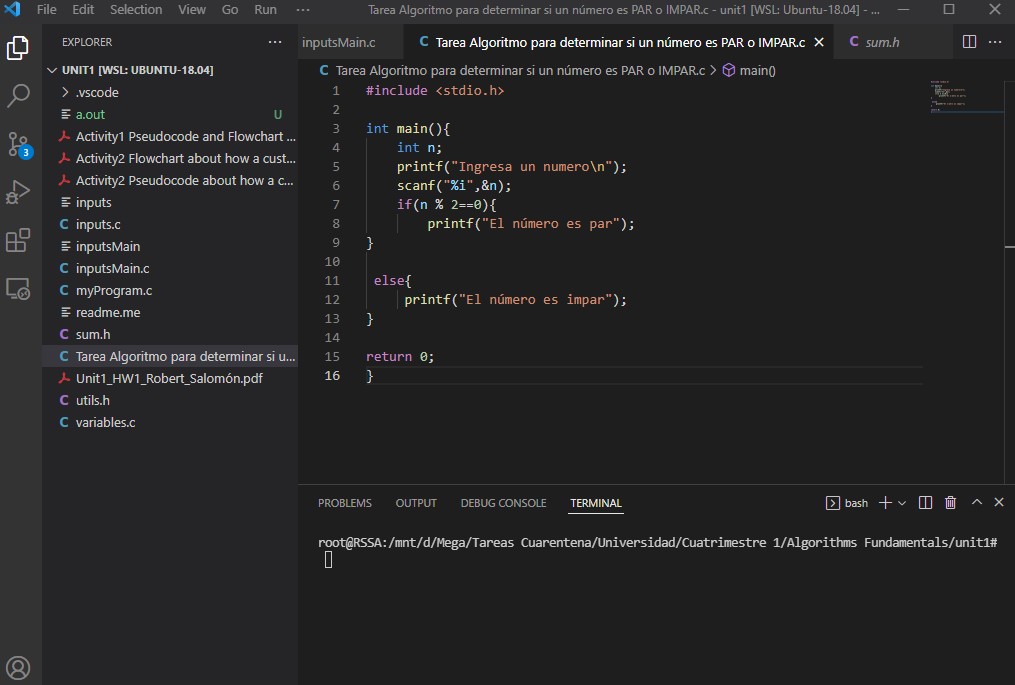 File Edit Selection View Go Run ··· Tarea Algoritmo para determinar si un número es PAR o IMPAR.c - unit1 [WSL: Ubuntu-18.04] - ...
EXPLORER ···
UNIT1 [WSL: UBUNTU-18.04]
.vscode
a.out U
Activity1 Pseudocode and Flowchart ...
Activity2 Flowchart about how a cust...
Activity2 Pseudocode about how a c...
inputs
C inputs.c
inputsMain
C inputsMain.c
C myProgram.c
readme.me
C sum.h
C Tarea Algoritmo para determinar si u...
Unit1_HW1_Robert_Salomón.pdf
C utils.h
C variables.c
3
inputsMain.c C Tarea Algoritmo para determinar si un número es PAR o IMPAR.c C sum.h ···
C Tarea Algoritmo para determinar si un número es PAR o IMPAR.c > main()
1 #include <stdio.h>
2
3 int main(){
4 int n;
5 printf("Ingresa un numero\n");
6 scanf("%i",&n);
7 if(n % 2==0){
8 printf("El número es par");
9 }
10
11 else{
12 printf("El número es impar");
13 }
14
15 return 0;
16 }
PROBLEMS OUTPUT DEBUG CONSOLE TERMINAL bash
root@RSSA:/mnt/d/Mega/Tareas Cuarentena/Universidad/Cuatrimestre 1/Algorithms Fundamentals/unit1#